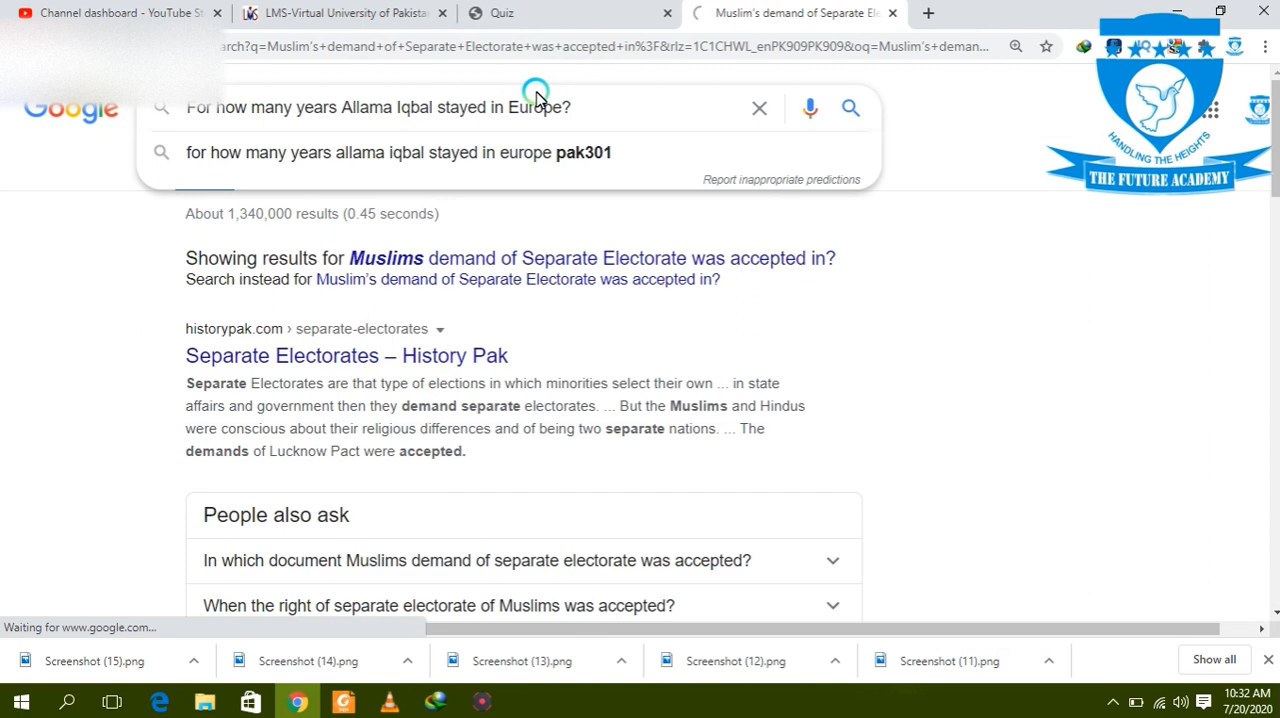 Channel dashboard - YouTube St
LMS-Virtual University of Pakista
Quiz
Muslim's demand of Separate Ele
arch?q=Muslim's+demand+of+Separate+Electorate+was+accepted+in%3F&rlz=1C1CHWL_enPK909PK909&oq=Muslim's+deman...
Google
For how many years Allama Iqbal stayed in Europe?
for how many years allama iqbal stayed in europe pak301
Report inappropriate predictions
HANDLING THE HEIGHTS
THE FUTURE ACADEMY
About 1,340,000 results (0.45 seconds)
Showing results for Muslims demand of Separate Electorate was accepted in?
Search instead for Muslim's demand of Separate Electorate was accepted in?
historypak.com › separate-electorates
Separate Electorates – History Pak
Separate Electorates are that type of elections in which minorities select their own ... in state
affairs and government then they demand separate electorates. ... But the Muslims and Hindus
were conscious about their religious differences and of being two separate nations. ... The
demands of Lucknow Pact were accepted.
People also ask
In which document Muslims demand of separate electorate was accepted?
When the right of separate electorate of Muslims was accepted?
Waiting for www.google.com...
Screenshot (15).png
Screenshot (14).png
Screenshot (13).png
Screenshot (12).png
Screenshot (11).png
Show all
10:32 AM
7/20/2020